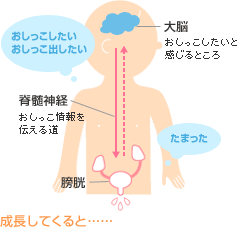 おしっこしたい
おしっこ出したい
大脳
おしっこしたいと
感じるところ
脊髄神経
おしっこ情報を
伝える道
たまった
膀胱
成長してくると……